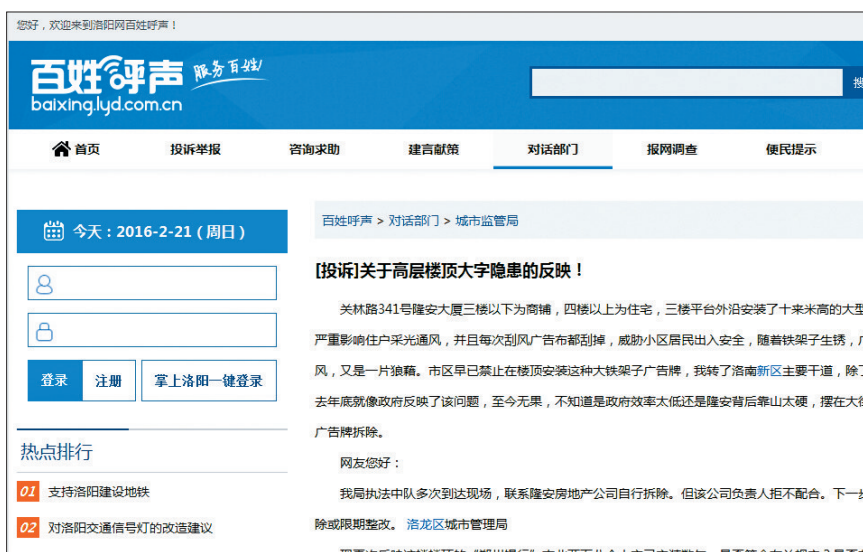 您好，欢迎来到洛阳网百姓呼声！
百姓呼声 服务百姓
baixing.lyd.com.cn
搜
首页 投诉举报 咨询求助 建言献策 对话部门 报网调查 便民提示
今天：2016-2-21（周日）
登录 注册 掌上洛阳一键登录
热点排行
01 支持洛阳建设地铁
02 对洛阳交通信号灯的改造建议
百姓呼声 > 对话部门 > 城市监管局
[投诉]关于高层楼顶大字隐患的反映！
关林路341号隆安大厦三楼以下为商铺，四楼以上为住宅，三楼平台外沿安装了十来米高的大型
严重影响住户采光通风，并且每次刮风广告布都刮掉，威胁小区居民出入安全，随着铁架子生锈，广
风，又是一片狼藉。市区早已禁止在楼顶安装这种大铁架子广告牌，我转了洛南新区主要干道，除了
去年底就像政府反映了该问题，至今无果，不知道是政府效率太低还是隆安背后靠山太硬，摆在大街
广告牌拆除。
网友您好：
我局执法中队多次到达现场，联系隆安房地产公司自行拆除。但该公司负责人拒不配合。下一步
除或限期整改。 洛龙区城市管理局